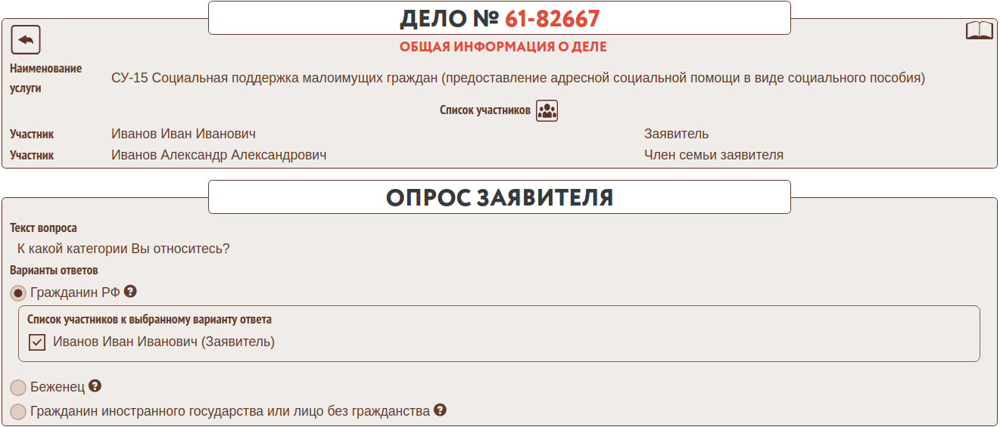 ДЕЛО № 61-82667
ОБЩАЯ ИНФОРМАЦИЯ О ДЕЛЕ
Наименование услуги
СУ-15 Социальная поддержка малоимущих граждан (предоставление адресной социальной помощи в виде социального пособия)
Список участников
Участник Иванов Иван Иванович Заявитель
Участник Иванов Александр Александрович Член семьи заявителя
ОПРОС ЗАЯВИТЕЛЯ
Текст вопроса
К какой категории Вы относитесь?
Варианты ответов
Гражданин РФ ?
Список участников к выбранному варианту ответа
Иванов Иван Иванович (Заявитель)
Беженец ?
Гражданин иностранного государства или лицо без гражданства ?